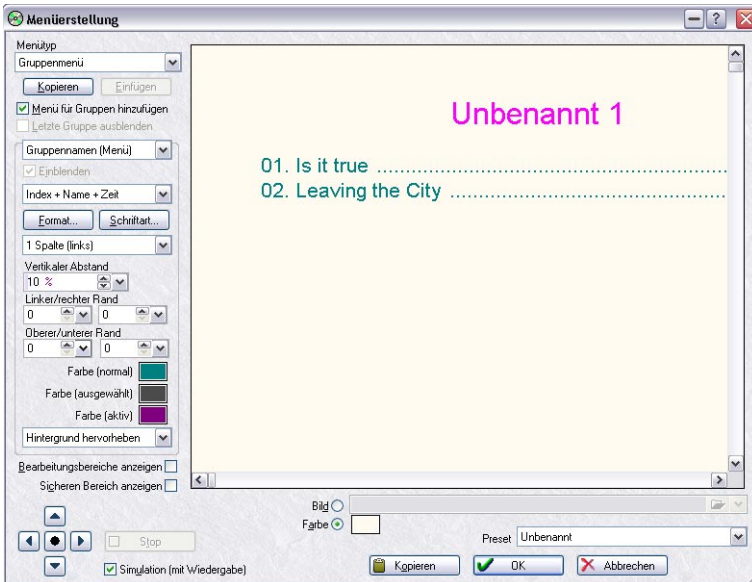 Menüerstellung
Menütyp
Gruppenmenü
Kopieren Einfügen
Menü für Gruppen hinzufügen
Letzte Gruppe ausblenden
Gruppennamen (Menü)
Einblenden
Index + Name + Zeit
Format... Schriftart...
1 Spalte (links)
Vertikaler Abstand
10 %
Linker/rechter Rand
0 0
Oberer/unterer Rand
0 0
Farbe (normal)
Farbe (ausgewählt)
Farbe (aktiv)
Hintergrund hervorheben
Bearbeitungsbereiche anzeigen
Sicheren Bereich anzeigen
Stop
Simulation (mit Wiedergabe)
Unbenannt 1
01. Is it true ...............................................................
02. Leaving the City ..................................................
Bild
Farbe
Preset Unbenannt
Kopieren OK Abbrechen